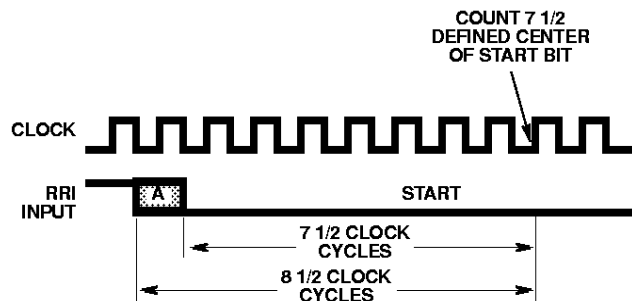 COUNT 7 1/2
DEFINED CENTER
OF START BIT
CLOCK
RRI
INPUT
A
START
7 1/2 CLOCK
CYCLES
8 1/2 CLOCK
CYCLES